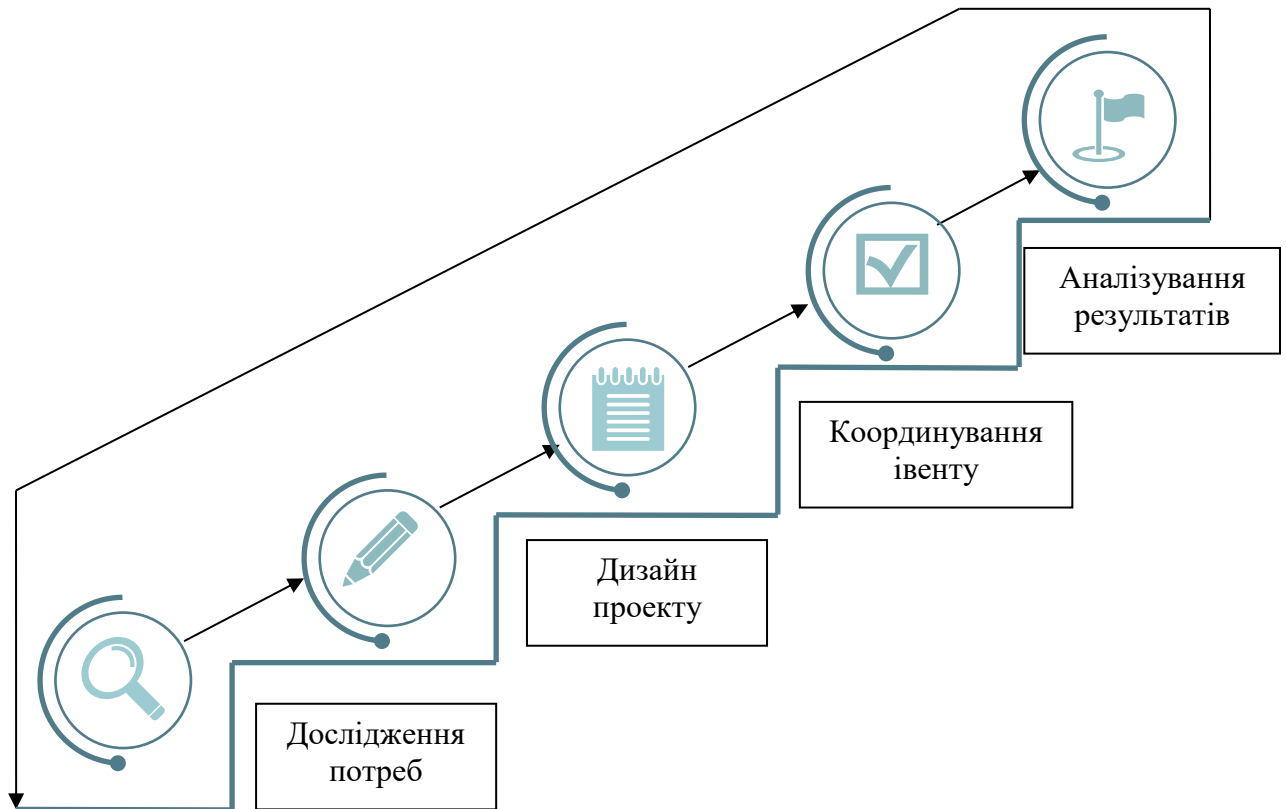 Аналізування
результатів
Координування
івенту
Дизайн
проекту
Дослідження
потреб